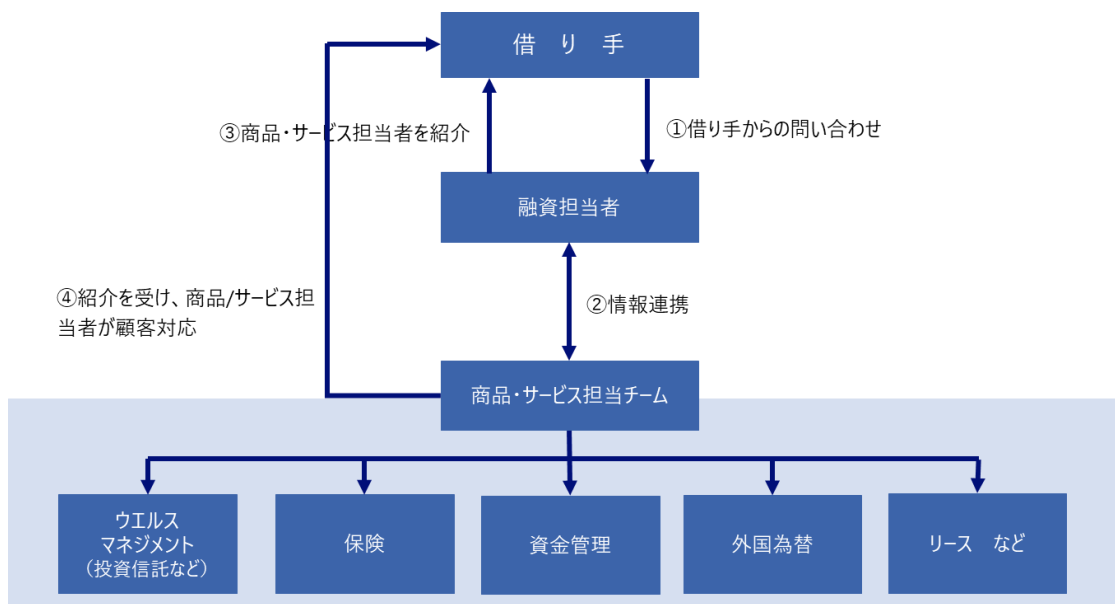 借 り 手
③商品・サービス担当者を紹介
①借り手からの問い合わせ
融資担当者
④紹介を受け、商品/サービス担
当者が顧客対応
②情報連携
商品・サービス担当チーム
ウエルス
マネジメント
（投資信託など）
保険
資金管理
外国為替
リース など